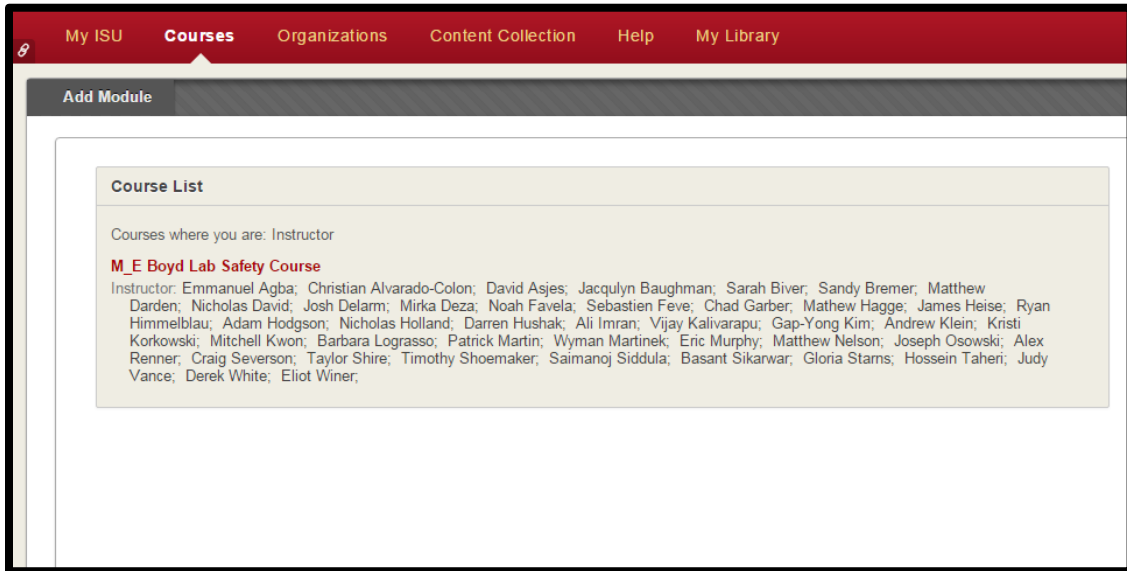 My ISU Courses Organizations Content Collection Help My Library
Add Module
Course List
Courses where you are: Instructor
M_E Boyd Lab Safety Course
Instructor: Emmanuel Agba; Christian Alvarado-Colon; David Asjes; Jacqulyn Baughman; Sarah Biver; Sandy Bremer; Matthew
Darden; Nicholas David; Josh Delarm; Mirka Deza; Noah Favela; Sebastien Feve; Chad Garber; Mathew Hagge; James Heise; Ryan
Himmelblau; Adam Hodgson; Nicholas Holland; Darren Hushak; Ali Imran; Vijay Kalivarapu; Gap-Yong Kim; Andrew Klein; Kristi
Korkowski; Mitchell Kwon; Barbara Lograsso; Patrick Martin; Wyman Martinek; Eric Murphy; Matthew Nelson; Joseph Osowski; Alex
Renner; Craig Severson; Taylor Shire; Timothy Shoemaker; Saimanoj Siddula; Basant Sikarwar; Gloria Starns; Hossein Taheri; Judy
Vance; Derek White; Eliot Winer;